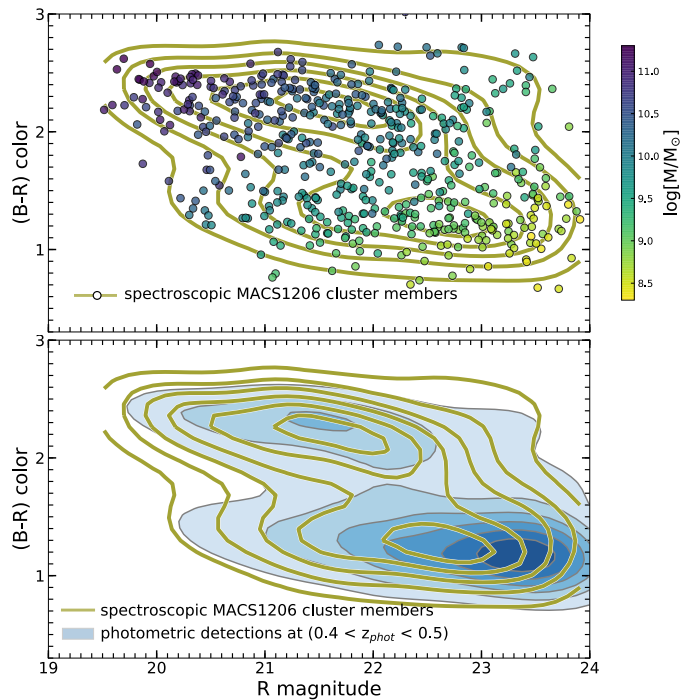 3
2
1
(B–R) color
spectroscopic MACS1206 cluster members
11.0
10.5
10.0
9.5
9.0
8.5
log[M/M☉]
3
2
1
(B–R) color
spectroscopic MACS1206 cluster members
photometric detections at (0.4 < z_phot < 0.5)
19 20 21 22 23 24
R magnitude